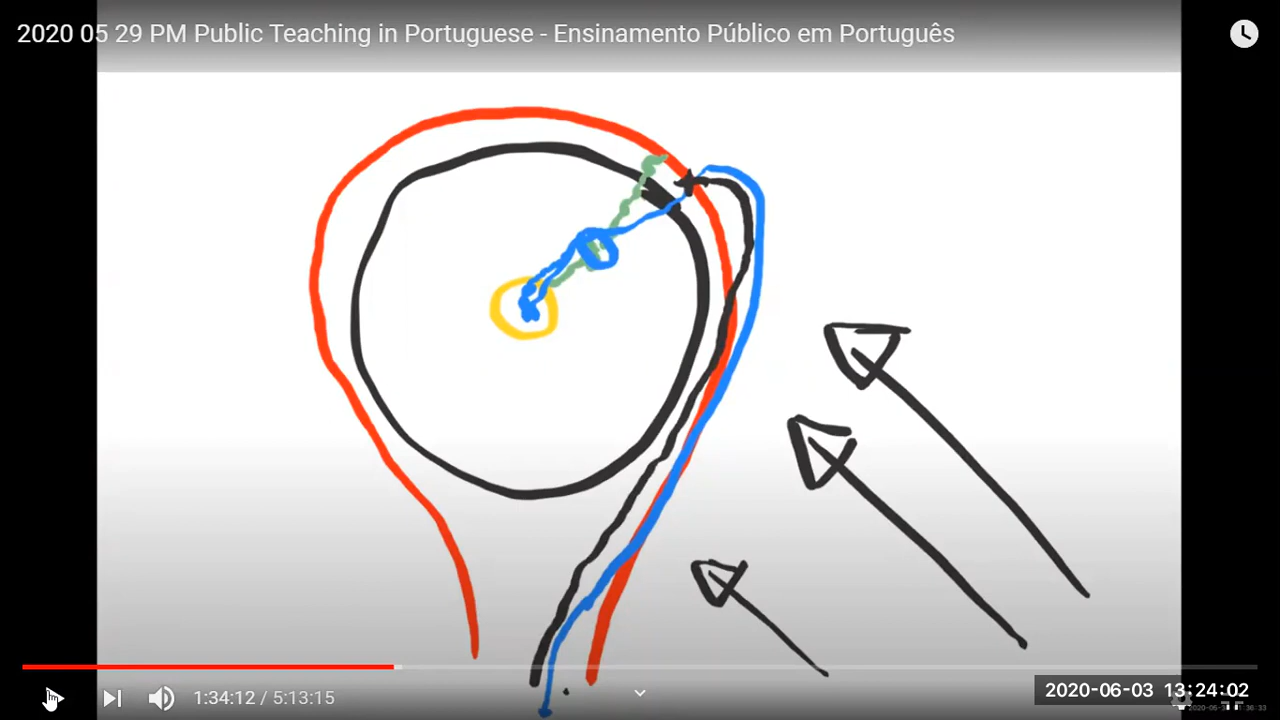 2020 05 29 PM Public Teaching in Portuguese - Ensinamento Público em Português
1:34:12 / 5:13:15
2020-06-03 13:24:02